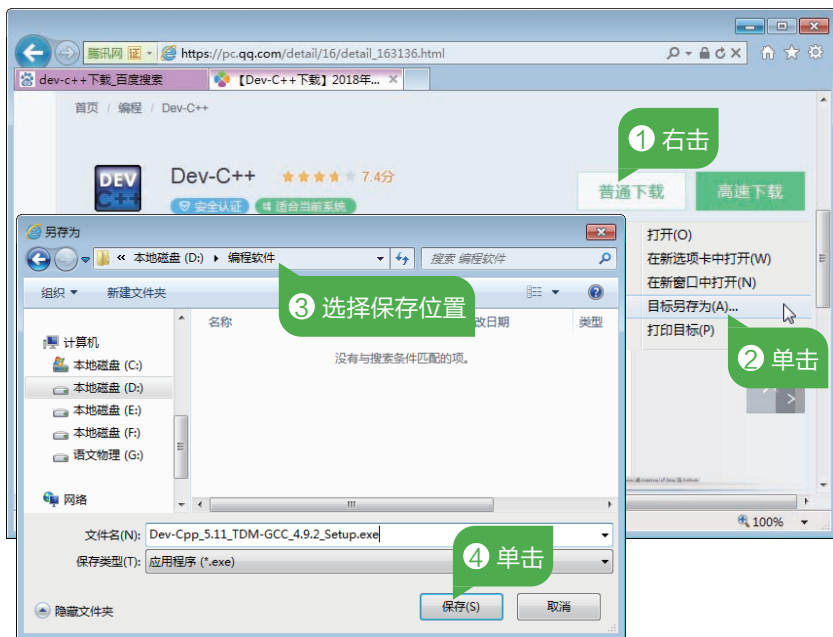 腾讯网 证
https://pc.qq.com/detail/16/detail_163136.html
dev-c++下载_百度搜索
【Dev-C++下载】2018年...
首页 / 编程 / Dev-C++
1 右击
DEV
C++
Dev-C++
7.4分
安全认证
适合当前系统
普通下载
高速下载
打开(O)
在新选项卡中打开(W)
在新窗口中打开(N)
目标另存为(A)...
打印目标(P)
2 单击
另存为
« 本地磁盘 (D:) 编程软件
搜索 编程软件
组织
新建文件夹
3 选择保存位置
名称
改日期
类型
没有与搜索条件匹配的项。
计算机
本地磁盘 (C:)
本地磁盘 (D:)
本地磁盘 (E:)
本地磁盘 (F:)
语文物理 (G:)
网络
100%
文件名(N): Dev-Cpp_5.11_TDM-GCC_4.9.2_Setup.exe
保存类型(T): 应用程序 (*.exe)
4 单击
隐藏文件夹
保存(S)
取消